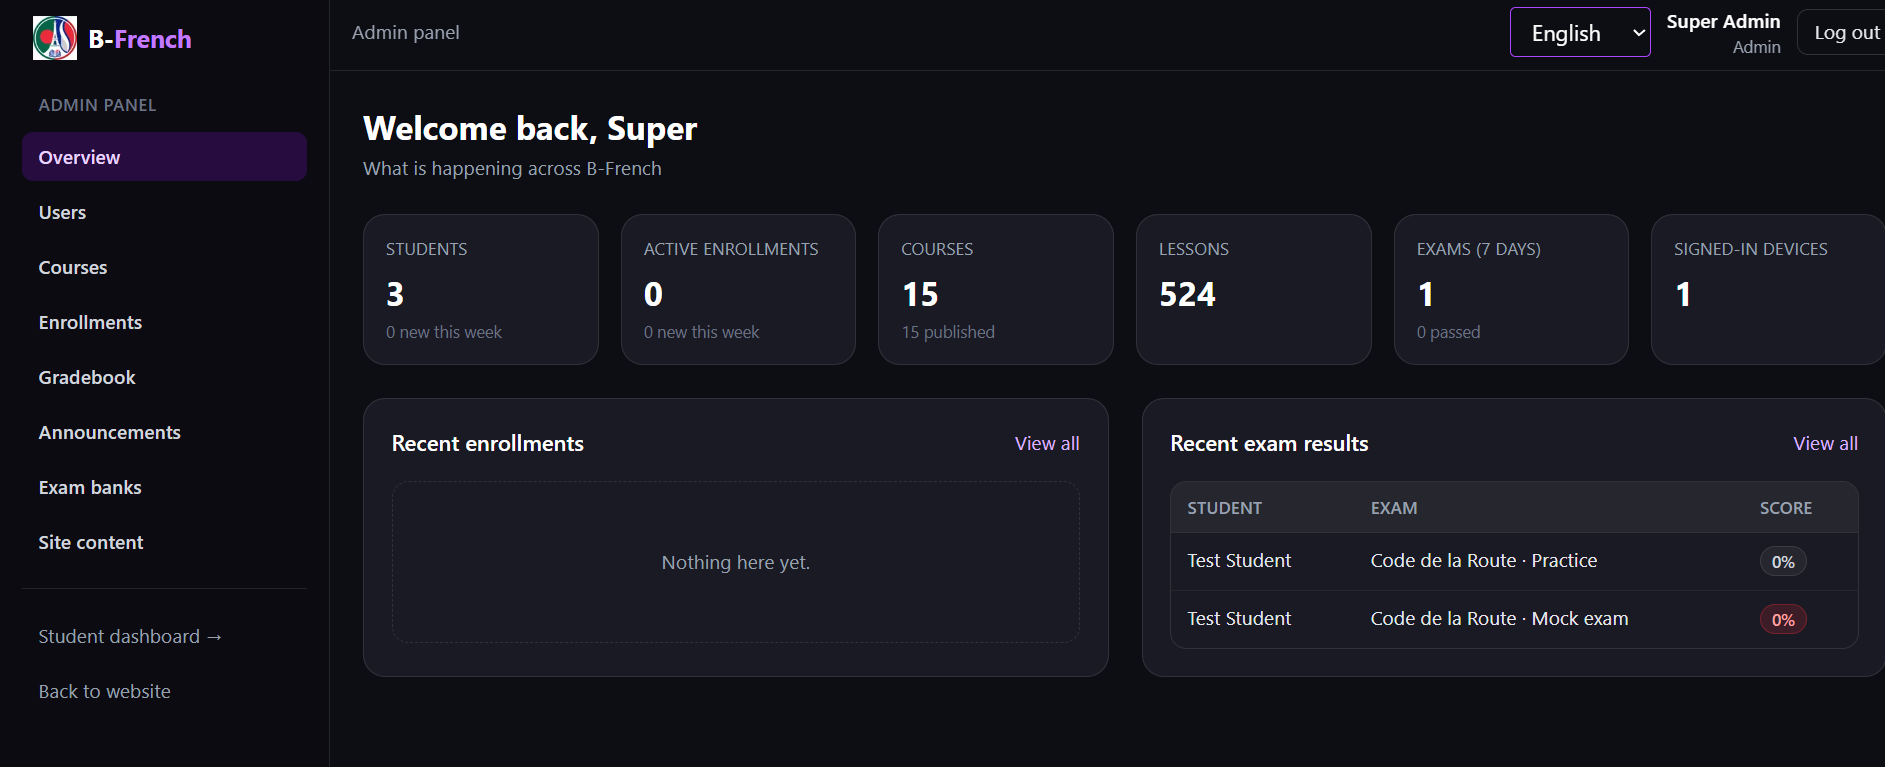 B-French
Admin panel
English
Super Admin
Admin
Log out
ADMIN PANEL
Overview
Users
Courses
Enrollments
Gradebook
Announcements
Exam banks
Site content
Student dashboard →
Back to website
Welcome back, Super
What is happening across B-French
STUDENTS
3
0 new this week
ACTIVE ENROLLMENTS
0
0 new this week
COURSES
15
15 published
LESSONS
524
EXAMS (7 DAYS)
1
0 passed
SIGNED-IN DEVICES
1
Recent enrollments
View all
Nothing here yet.
Recent exam results
View all
STUDENT EXAM SCORE
Test Student Code de la Route · Practice 0%
Test Student Code de la Route · Mock exam 0%